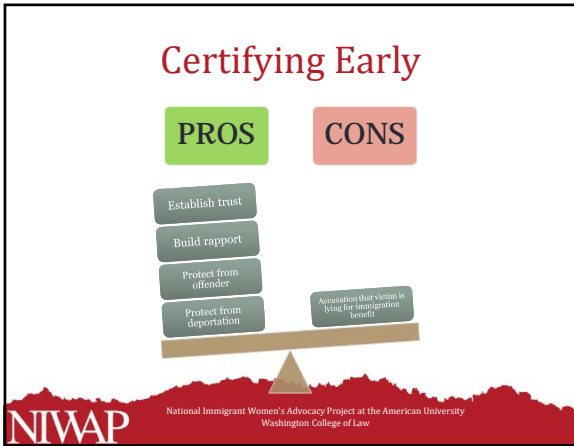 Certifying Early
PROS
CONS
Establish trust
Build rapport
Protect from
offender
Protect from
deportation
Accusation that victim is
lying for immigration
benefit
NIWAP
National Immigrant Women's Advocacy Project at the American University
Washington College of Law